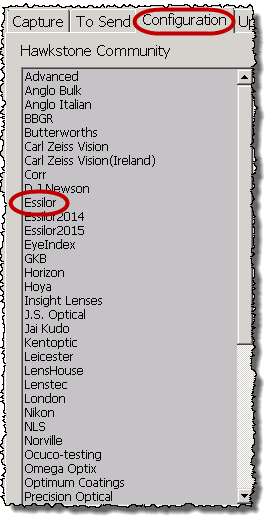 Capture To Send Configuration Up
Hawkstone Community
Advanced
Anglo Bulk
Anglo Italian
BBGR
Butterworths
Carl Zeiss Vision
Carl Zeiss Vision(Ireland)
Corr
D J Newson
Essilor
Essilor2014
Essilor2015
EyeIndex
GKB
Horizon
Hoya
Insight Lenses
J.S. Optical
Jai Kudo
Kentoptic
Leicester
LensHouse
Lenstec
London
Nikon
NLS
Norville
Ocuco-testing
Omega Optix
Optimum Coatings
Precision Optical